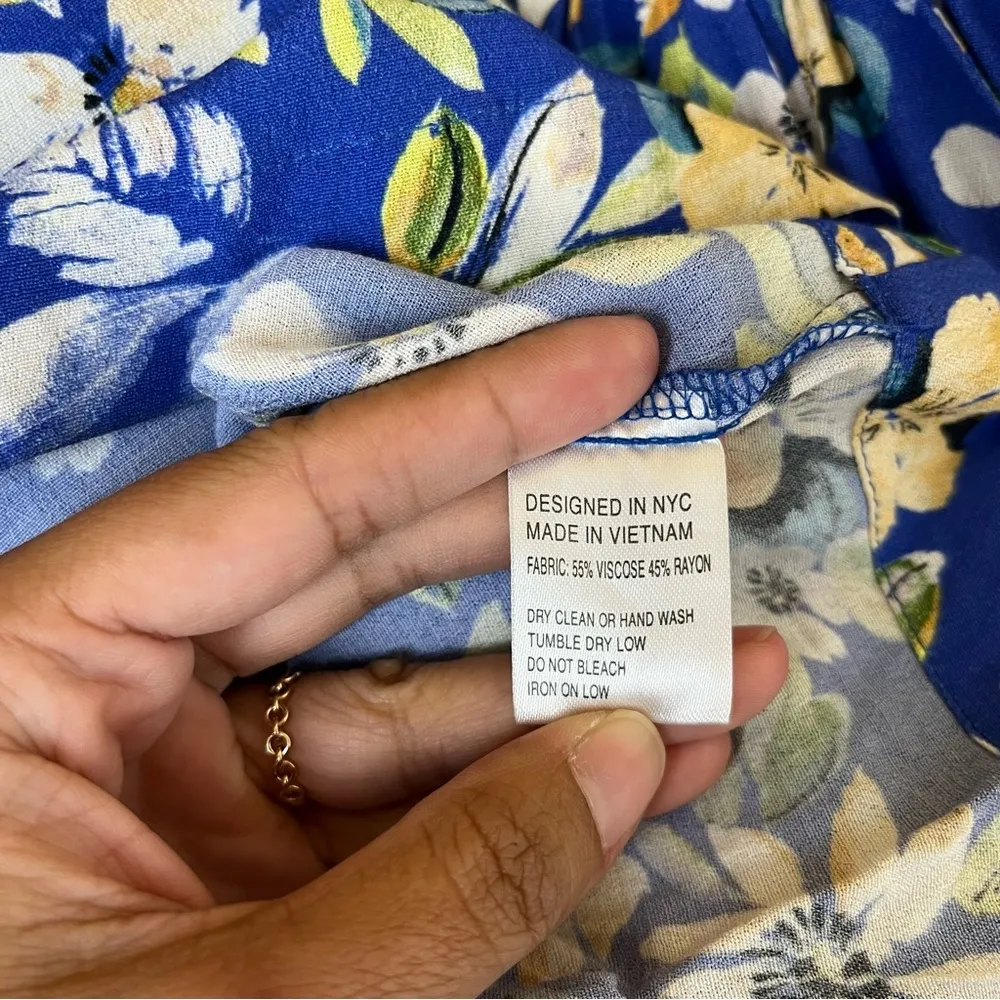 DESIGNED IN NYC
MADE IN VIETNAM
FABRIC: 55% VISCOSE 45% RAYON
DRY CLEAN OR HAND WASH
TUMBLE DRY LOW
DO NOT BLEACH
IRON ON LOW